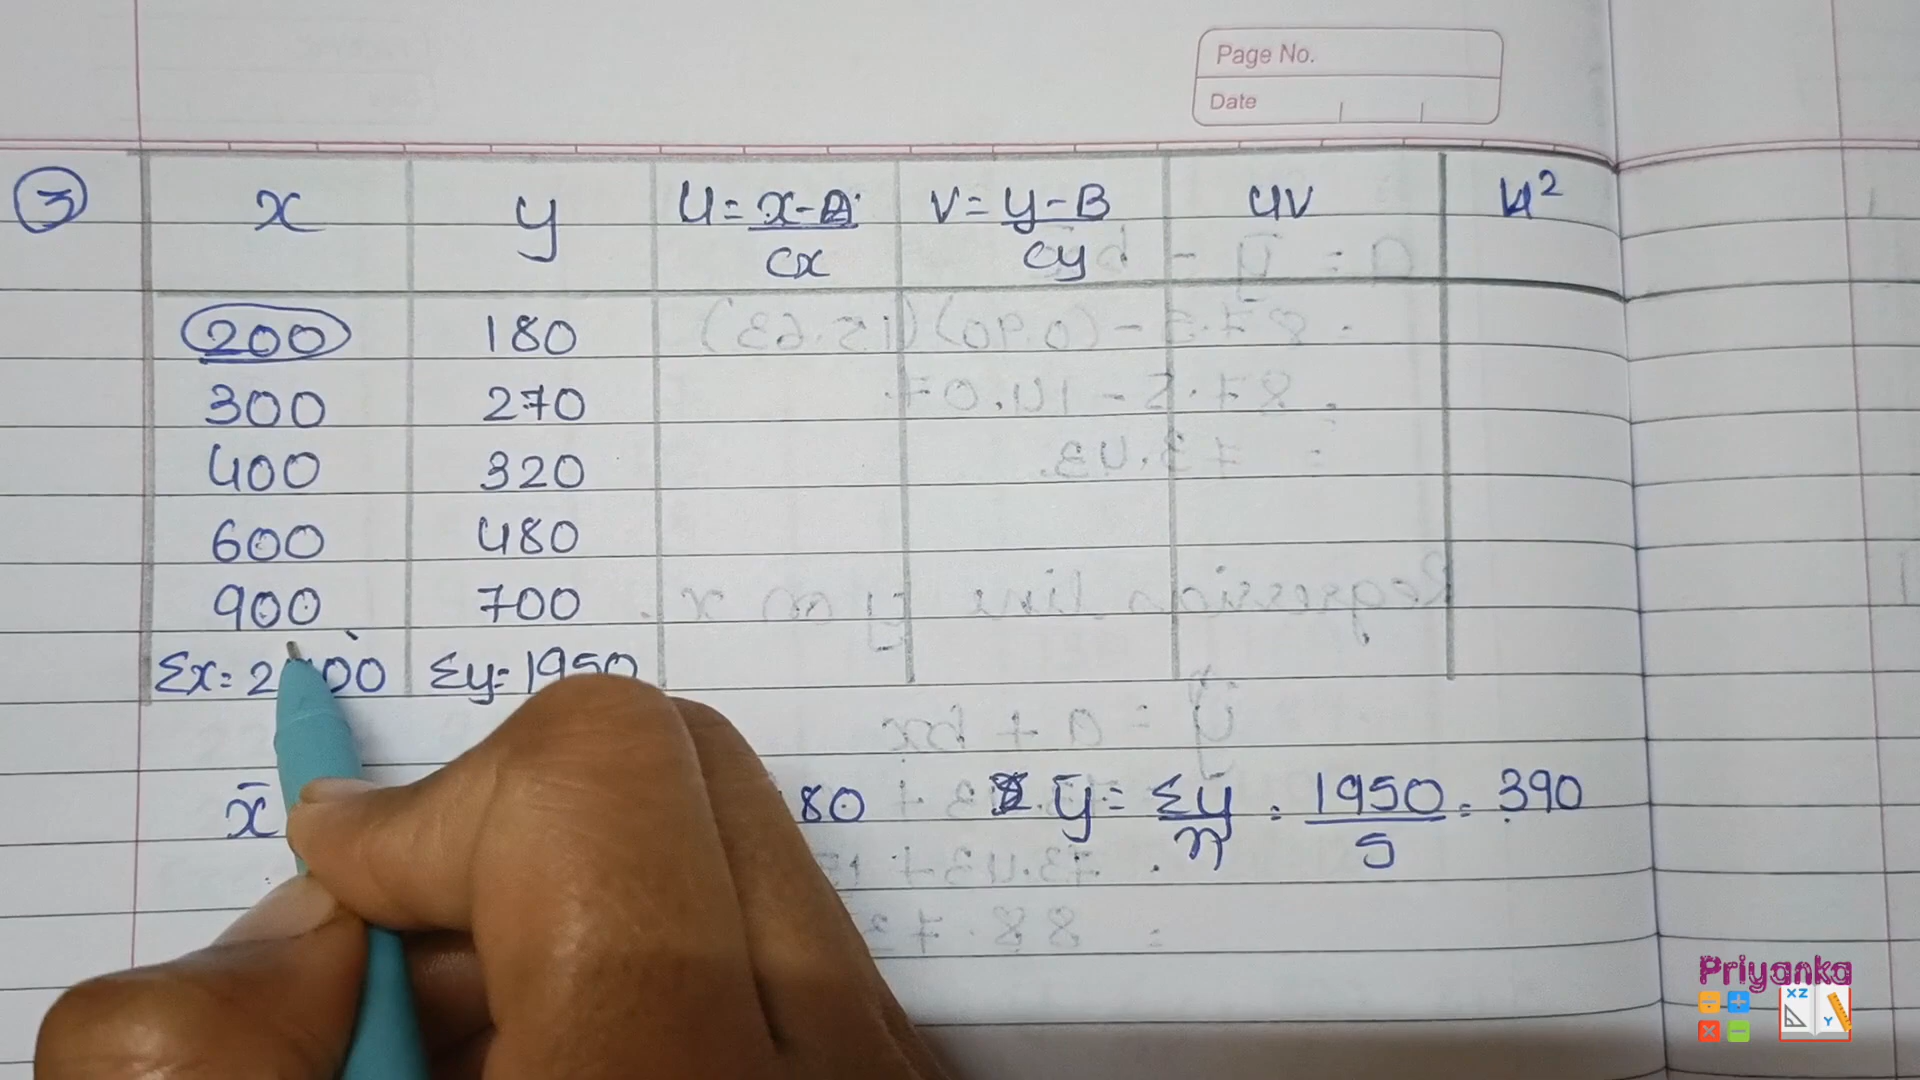 Page No.
Date
③ x y u = x-A v = y-B uv u²
cx cy
200 180
300 270
400 320
600 480
900 700
Σx = 2 00 Σy = 1950
x̄ 80 ȳ = Σy = 1950 = 390
n 5
Priyanka